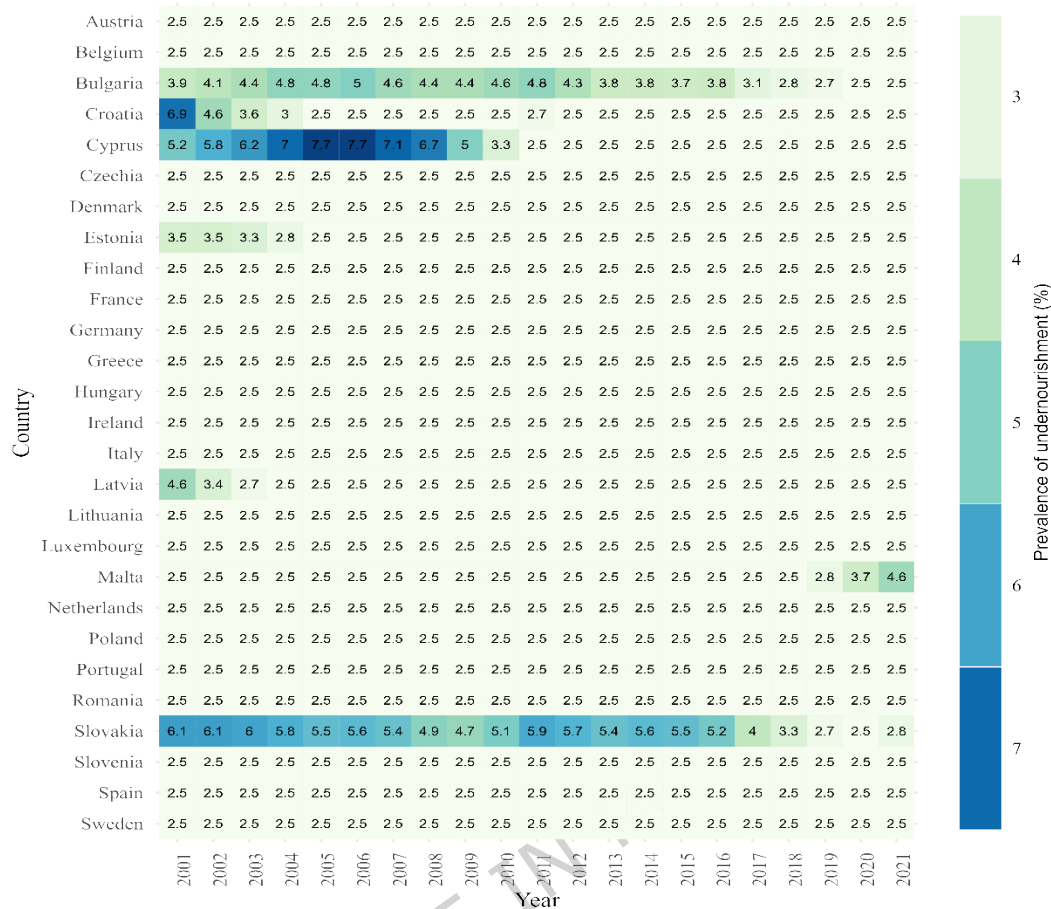 Austria 2.5 2.5 2.5 2.5 2.5 2.5 2.5 2.5 2.5 2.5 2.5 2.5 2.5 2.5 2.5 2.5 2.5 2.5 2.5 2.5 2.5
Belgium 2.5 2.5 2.5 2.5 2.5 2.5 2.5 2.5 2.5 2.5 2.5 2.5 2.5 2.5 2.5 2.5 2.5 2.5 2.5 2.5 2.5
Bulgaria 3.9 4.1 4.4 4.8 4.8 5 4.6 4.4 4.4 4.6 4.8 4.3 3.8 3.8 3.7 3.8 3.1 2.8 2.7 2.5 2.5
Croatia 6.9 4.6 3.6 3 2.5 2.5 2.5 2.5 2.5 2.5 2.7 2.5 2.5 2.5 2.5 2.5 2.5 2.5 2.5 2.5 2.5
Cyprus 5.2 5.8 6.2 7 7.7 7.7 7.1 6.7 5 3.3 2.5 2.5 2.5 2.5 2.5 2.5 2.5 2.5 2.5 2.5 2.5
Czechia 2.5 2.5 2.5 2.5 2.5 2.5 2.5 2.5 2.5 2.5 2.5 2.5 2.5 2.5 2.5 2.5 2.5 2.5 2.5 2.5 2.5
Denmark 2.5 2.5 2.5 2.5 2.5 2.5 2.5 2.5 2.5 2.5 2.5 2.5 2.5 2.5 2.5 2.5 2.5 2.5 2.5 2.5 2.5
Estonia 3.5 3.5 3.3 2.8 2.5 2.5 2.5 2.5 2.5 2.5 2.5 2.5 2.5 2.5 2.5 2.5 2.5 2.5 2.5 2.5 2.5
Finland 2.5 2.5 2.5 2.5 2.5 2.5 2.5 2.5 2.5 2.5 2.5 2.5 2.5 2.5 2.5 2.5 2.5 2.5 2.5 2.5 2.5
France 2.5 2.5 2.5 2.5 2.5 2.5 2.5 2.5 2.5 2.5 2.5 2.5 2.5 2.5 2.5 2.5 2.5 2.5 2.5 2.5 2.5
Germany 2.5 2.5 2.5 2.5 2.5 2.5 2.5 2.5 2.5 2.5 2.5 2.5 2.5 2.5 2.5 2.5 2.5 2.5 2.5 2.5 2.5
Greece 2.5 2.5 2.5 2.5 2.5 2.5 2.5 2.5 2.5 2.5 2.5 2.5 2.5 2.5 2.5 2.5 2.5 2.5 2.5 2.5 2.5
Hungary 2.5 2.5 2.5 2.5 2.5 2.5 2.5 2.5 2.5 2.5 2.5 2.5 2.5 2.5 2.5 2.5 2.5 2.5 2.5 2.5 2.5
Ireland 2.5 2.5 2.5 2.5 2.5 2.5 2.5 2.5 2.5 2.5 2.5 2.5 2.5 2.5 2.5 2.5 2.5 2.5 2.5 2.5 2.5
Italy 2.5 2.5 2.5 2.5 2.5 2.5 2.5 2.5 2.5 2.5 2.5 2.5 2.5 2.5 2.5 2.5 2.5 2.5 2.5 2.5 2.5
Latvia 4.6 3.4 2.7 2.5 2.5 2.5 2.5 2.5 2.5 2.5 2.5 2.5 2.5 2.5 2.5 2.5 2.5 2.5 2.5 2.5 2.5
Lithuania 2.5 2.5 2.5 2.5 2.5 2.5 2.5 2.5 2.5 2.5 2.5 2.5 2.5 2.5 2.5 2.5 2.5 2.5 2.5 2.5 2.5
Luxembourg 2.5 2.5 2.5 2.5 2.5 2.5 2.5 2.5 2.5 2.5 2.5 2.5 2.5 2.5 2.5 2.5 2.5 2.5 2.5 2.5 2.5
Malta 2.5 2.5 2.5 2.5 2.5 2.5 2.5 2.5 2.5 2.5 2.5 2.5 2.5 2.5 2.5 2.5 2.5 2.5 2.8 3.7 4.6
Netherlands 2.5 2.5 2.5 2.5 2.5 2.5 2.5 2.5 2.5 2.5 2.5 2.5 2.5 2.5 2.5 2.5 2.5 2.5 2.5 2.5 2.5
Poland 2.5 2.5 2.5 2.5 2.5 2.5 2.5 2.5 2.5 2.5 2.5 2.5 2.5 2.5 2.5 2.5 2.5 2.5 2.5 2.5 2.5
Portugal 2.5 2.5 2.5 2.5 2.5 2.5 2.5 2.5 2.5 2.5 2.5 2.5 2.5 2.5 2.5 2.5 2.5 2.5 2.5 2.5 2.5
Romania 2.5 2.5 2.5 2.5 2.5 2.5 2.5 2.5 2.5 2.5 2.5 2.5 2.5 2.5 2.5 2.5 2.5 2.5 2.5 2.5 2.5
Slovakia 6.1 6.1 6 5.8 5.5 5.6 5.4 4.9 4.7 5.1 5.9 5.7 5.4 5.6 5.5 5.2 4 3.3 2.7 2.5 2.8
Slovenia 2.5 2.5 2.5 2.5 2.5 2.5 2.5 2.5 2.5 2.5 2.5 2.5 2.5 2.5 2.5 2.5 2.5 2.5 2.5 2.5 2.5
Spain 2.5 2.5 2.5 2.5 2.5 2.5 2.5 2.5 2.5 2.5 2.5 2.5 2.5 2.5 2.5 2.5 2.5 2.5 2.5 2.5 2.5
Sweden 2.5 2.5 2.5 2.5 2.5 2.5 2.5 2.5 2.5 2.5 2.5 2.5 2.5 2.5 2.5 2.5 2.5 2.5 2.5 2.5 2.5
2001 2002 2003 2004 2005 2006 2007 2008 2009 2010 2011 2012 2013 2014 2015 2016 2017 2018 2019 2020 2021
Year
Country
3
4
5
6
7
Prevalence of undernourishment (%)
IN